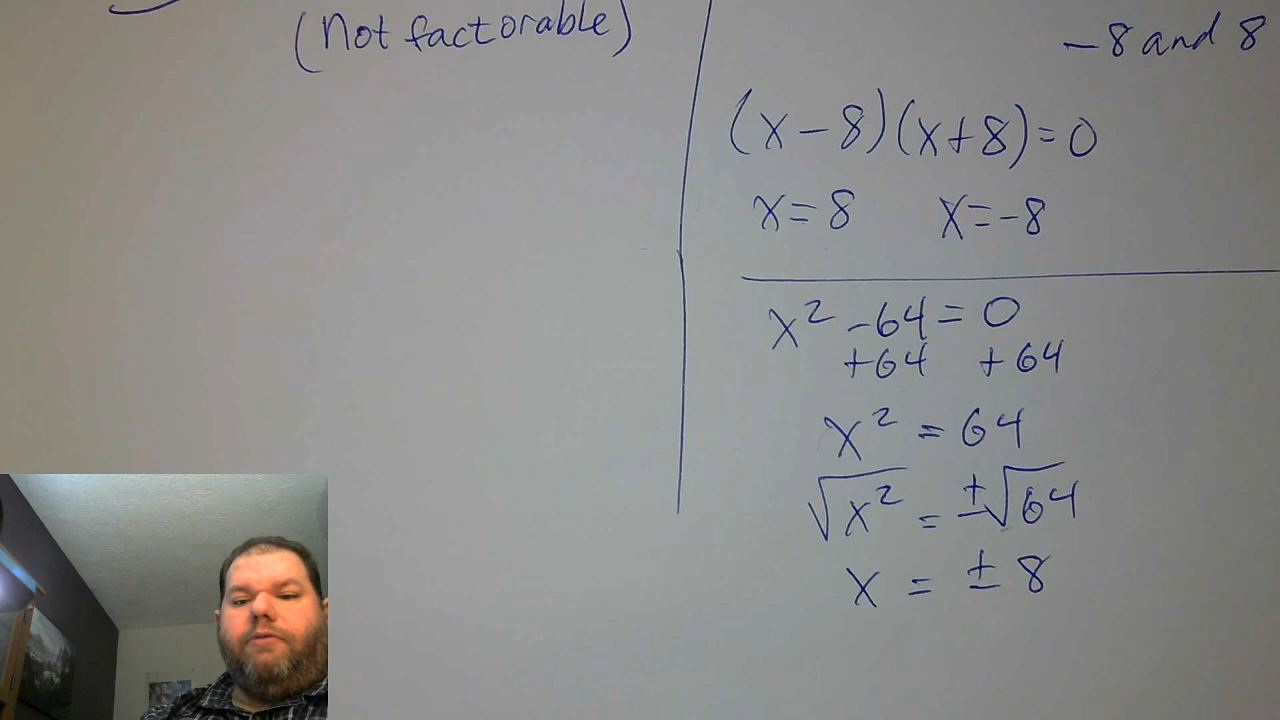 (Not factorable)
-8 and 8
(x-8)(x+8)=0
x=8 x=-8
x² -64=0
+64 +64
x² = 64
√x² = ±√64
x = ±8